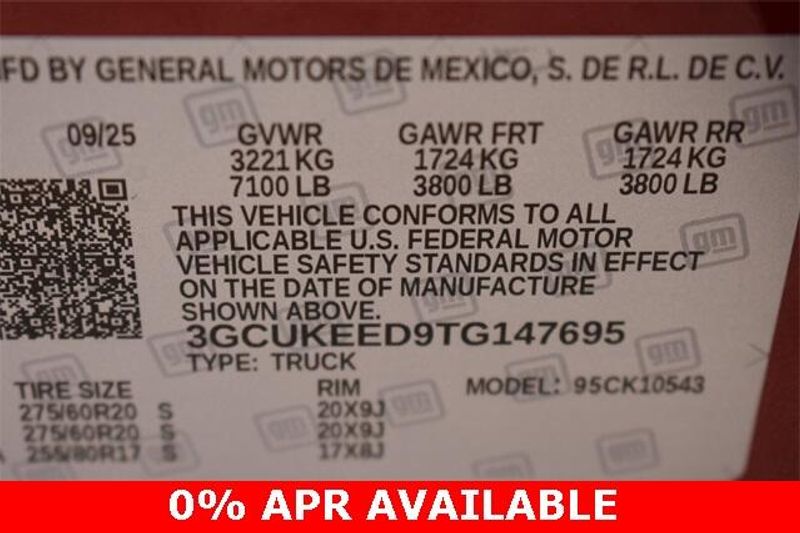 MFD BY GENERAL MOTORS DE MEXICO, S. DE R.L. DE C.V.
09/25 GVWR GAWR FRT GAWR RR
3221 KG 1724 KG 1724 KG
7100 LB 3800 LB 3800 LB
THIS VEHICLE CONFORMS TO ALL
APPLICABLE U.S. FEDERAL MOTOR
VEHICLE SAFETY STANDARDS IN EFFECT
ON THE DATE OF MANUFACTURE
SHOWN ABOVE.
3GCUKEED9TG147695
TYPE: TRUCK
TIRE SIZE RIM MODEL: 95CK10543
275/60R20 S 20X9J
275/60R20 S 20X9J
255/80R17 S 17X8J
0% APR AVAILABLE